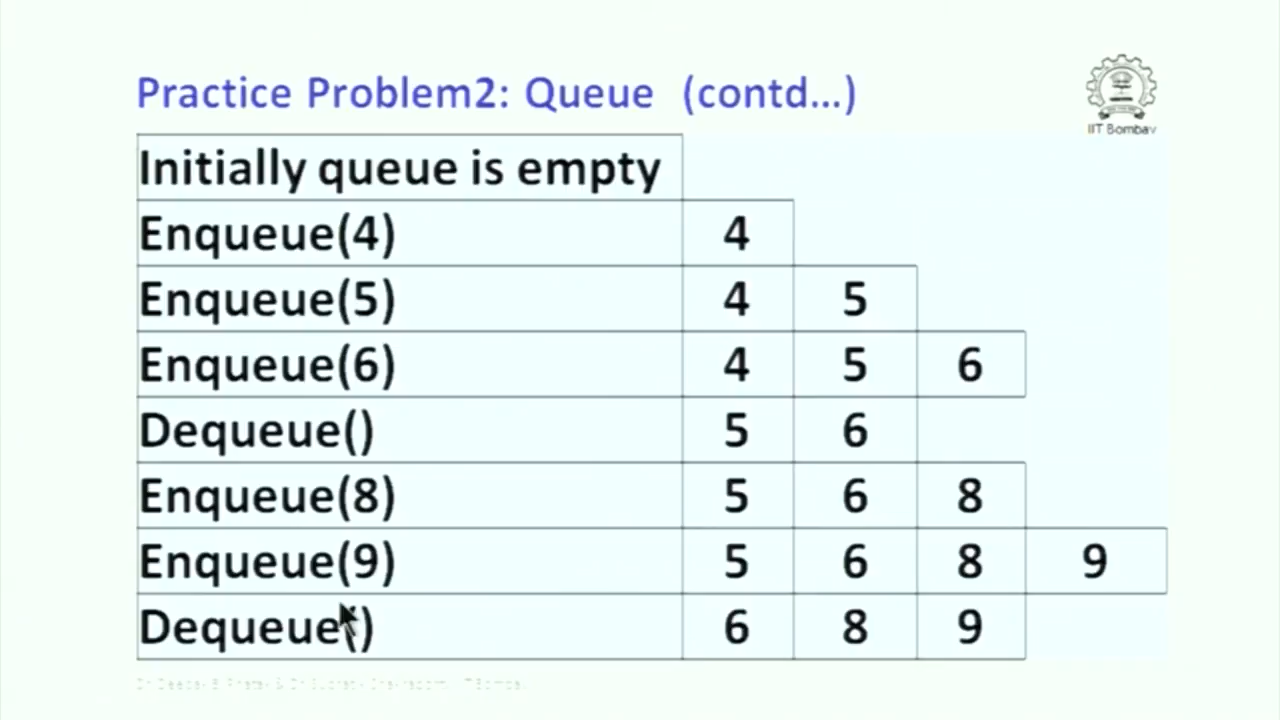 Practice Problem2: Queue (contd...)
IIT Bombay
Initially queue is empty
Enqueue(4) 4
Enqueue(5) 4 5
Enqueue(6) 4 5 6
Dequeue() 5 6
Enqueue(8) 5 6 8
Enqueue(9) 5 6 8 9
Dequeue() 6 8 9